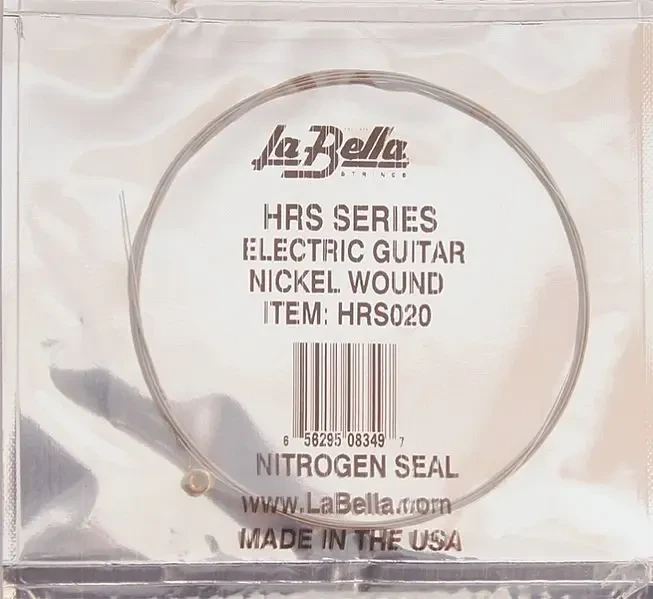 La Bella
STRINGS
HRS SERIES
ELECTRIC GUITAR
NICKEL WOUND
ITEM: HRS020
6 56295 08349 7
NITROGEN SEAL
www.LaBella.com
MADE IN THE USA